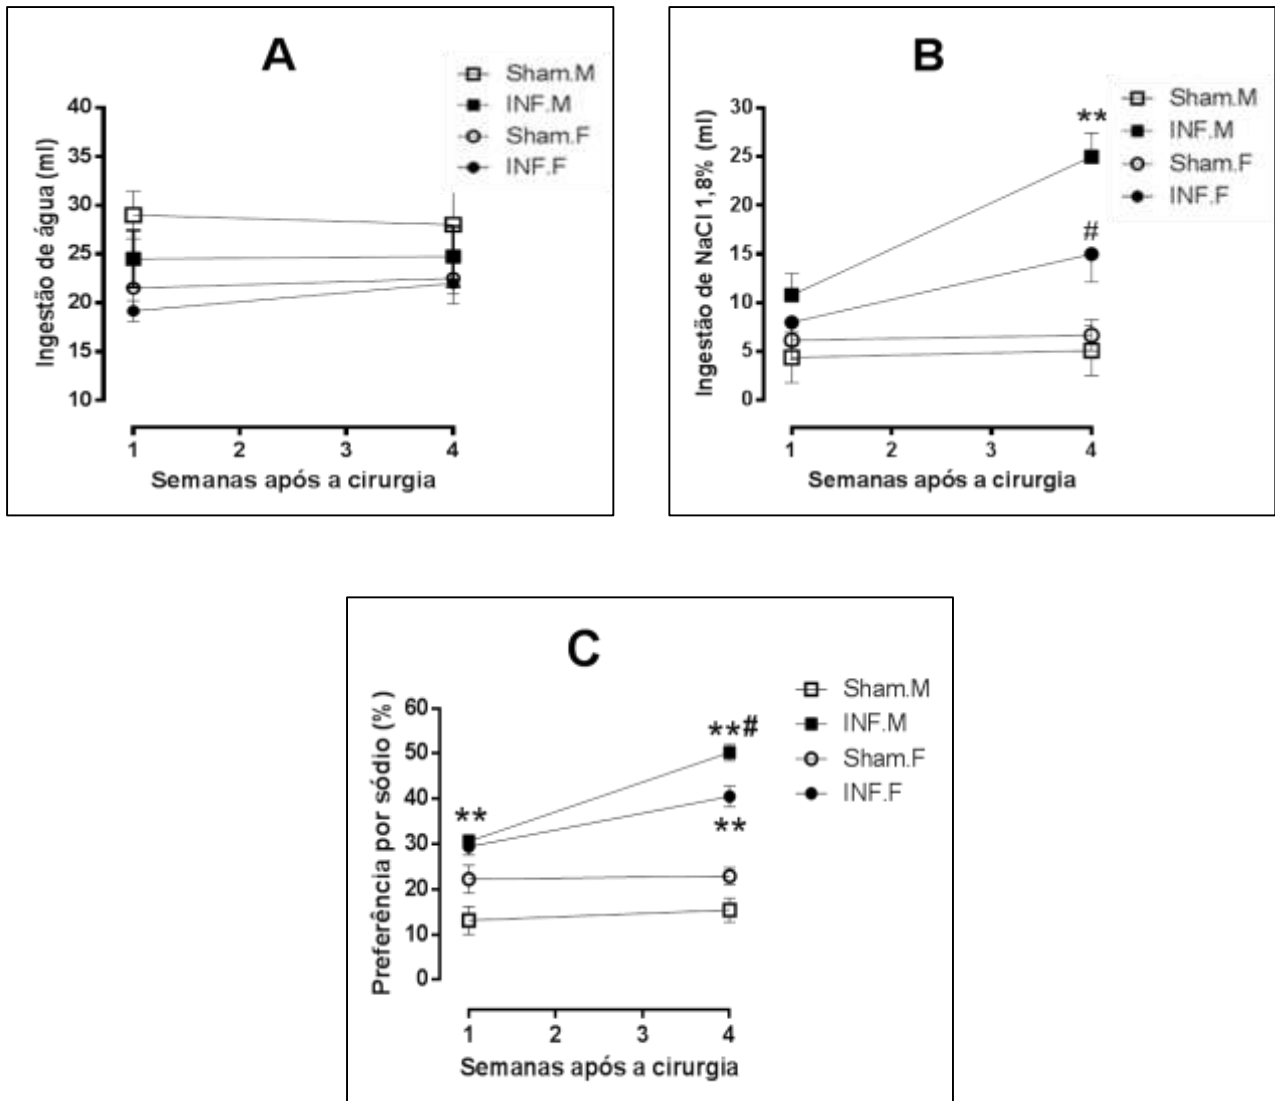 A
Sham.M
INF.M
Sham.F
INF.F
Ingestão de água (ml)
40
35
30
25
20
15
10
1 2 3 4
Semanas após a cirurgia
B
Sham.M
INF.M
Sham.F
INF.F
Ingestão de NaCl 1,8% (ml)
30
25
20
15
10
5
0
**
#
1 2 3 4
Semanas após a cirurgia
C
Sham.M
INF.M
Sham.F
INF.F
Preferência por sódio (%)
60
50
40
30
20
10
0
**#
**
**
1 2 3 4
Semanas após a cirurgia